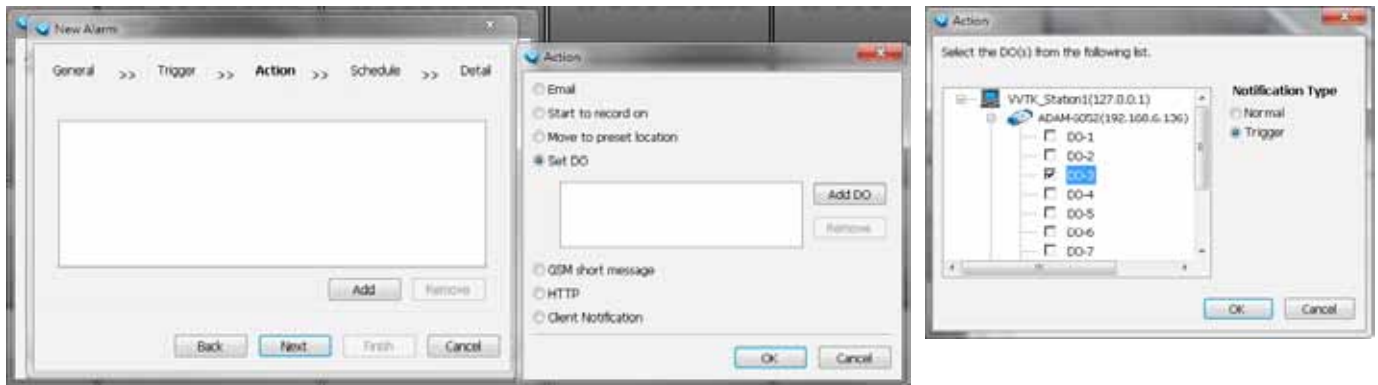 New Alarm
General >> Trigger >> Action >> Schedule >> Detail
Add
Remove
Back
Next
Finish
Cancel
Action
Email
Start to record on
Move to preset location
Set DO
Add DO
Remove
GSM short message
HTTP
Client Notification
OK
Cancel
Action
Select the DO(s) from the following list.
VVTK_Station1(127.0.0.1)
ADAM-6052(192.168.6.136)
DO-1
DO-2
DO-3
DO-4
DO-5
DO-6
DO-7
Notification Type
Normal
Trigger
OK
Cancel